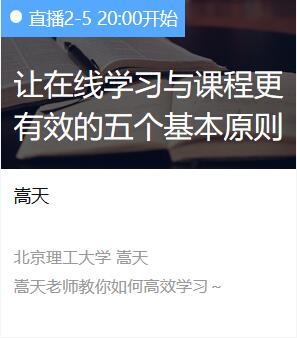 直播2-5 20:00开始
让在线学习与课程更
有效的五个基本原则
嵩天
北京理工大学 嵩天
嵩天老师教你如何高效学习～